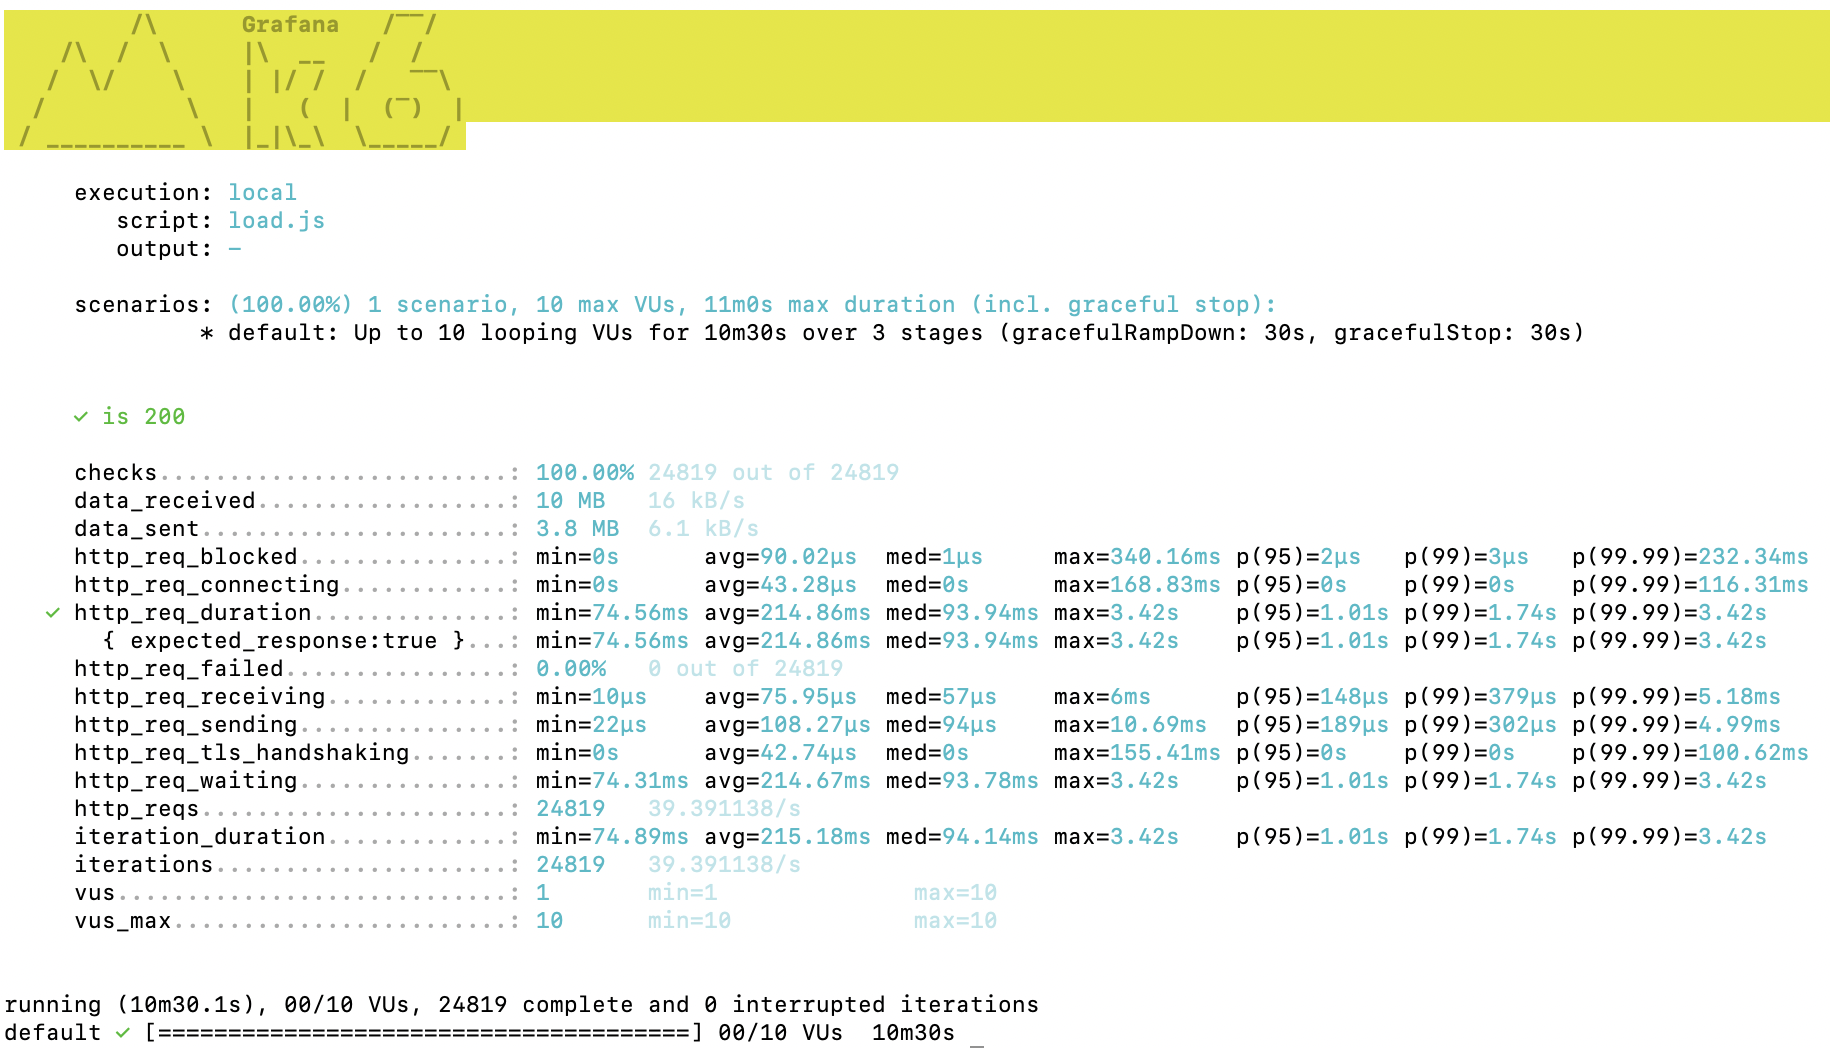 /\      Grafana   /‾‾/
    /\  /  \     |\  __   /  /
   /  \/    \    | |/ /  /   ‾‾\
  /          \   |   (  |  (‾)  |
 / __________ \  |_|\_\  \_____/
execution: local
script: load.js
output: -
scenarios: (100.00%) 1 scenario, 10 max VUs, 11m0s max duration (incl. graceful stop):
* default: Up to 10 looping VUs for 10m30s over 3 stages (gracefulRampDown: 30s, gracefulStop: 30s)
✓ is 200
checks.........................: 100.00% 24819 out of 24819
data_received..................: 10 MB   16 kB/s
data_sent......................: 3.8 MB  6.1 kB/s
http_req_blocked...............: min=0s      avg=90.02µs  med=1µs     max=340.16ms p(95)=2µs   p(99)=3µs   p(99.99)=232.34ms
http_req_connecting............: min=0s      avg=43.28µs  med=0s      max=168.83ms p(95)=0s    p(99)=0s    p(99.99)=116.31ms
✓ http_req_duration..............: min=74.56ms avg=214.86ms med=93.94ms max=3.42s    p(95)=1.01s p(99)=1.74s p(99.99)=3.42s
{ expected_response:true }...: min=74.56ms avg=214.86ms med=93.94ms max=3.42s    p(95)=1.01s p(99)=1.74s p(99.99)=3.42s
http_req_failed................: 0.00%   0 out of 24819
http_req_receiving.............: min=10µs    avg=75.95µs  med=57µs    max=6ms      p(95)=148µs p(99)=379µs p(99.99)=5.18ms
http_req_sending...............: min=22µs    avg=108.27µs med=94µs    max=10.69ms  p(95)=189µs p(99)=302µs p(99.99)=4.99ms
http_req_tls_handshaking.......: min=0s      avg=42.74µs  med=0s      max=155.41ms p(95)=0s    p(99)=0s    p(99.99)=100.62ms
http_req_waiting...............: min=74.31ms avg=214.67ms med=93.78ms max=3.42s    p(95)=1.01s p(99)=1.74s p(99.99)=3.42s
http_reqs......................: 24819   39.391138/s
iteration_duration.............: min=74.89ms avg=215.18ms med=94.14ms max=3.42s    p(95)=1.01s p(99)=1.74s p(99.99)=3.42s
iterations.....................: 24819   39.391138/s
vus............................: 1       min=1              max=10
vus_max........................: 10      min=10             max=10
running (10m30.1s), 00/10 VUs, 24819 complete and 0 interrupted iterations
default ✓ [======================================] 00/10 VUs  10m30s